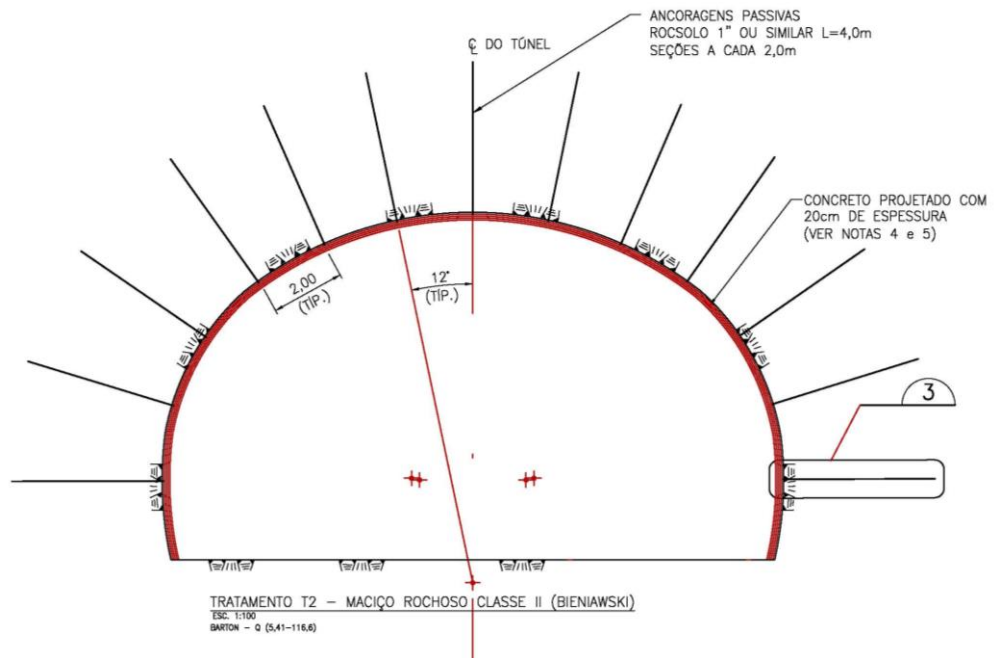 ANCORAGENS PASSIVAS
ROCSOLO 1" OU SIMILAR L=4,0m
SEÇÕES A CADA 2,0m
℄ DO TÚNEL
CONCRETO PROJETADO COM
20cm DE ESPESSURA
(VER NOTAS 4 e 5)
2,00
(TÍP.)
12°
(TÍP.)
3
TRATAMENTO T2 – MACIÇO ROCHOSO CLASSE II (BIENIAWSKI)
ESC. 1:100
BARTON – Q (5,41–116,6)